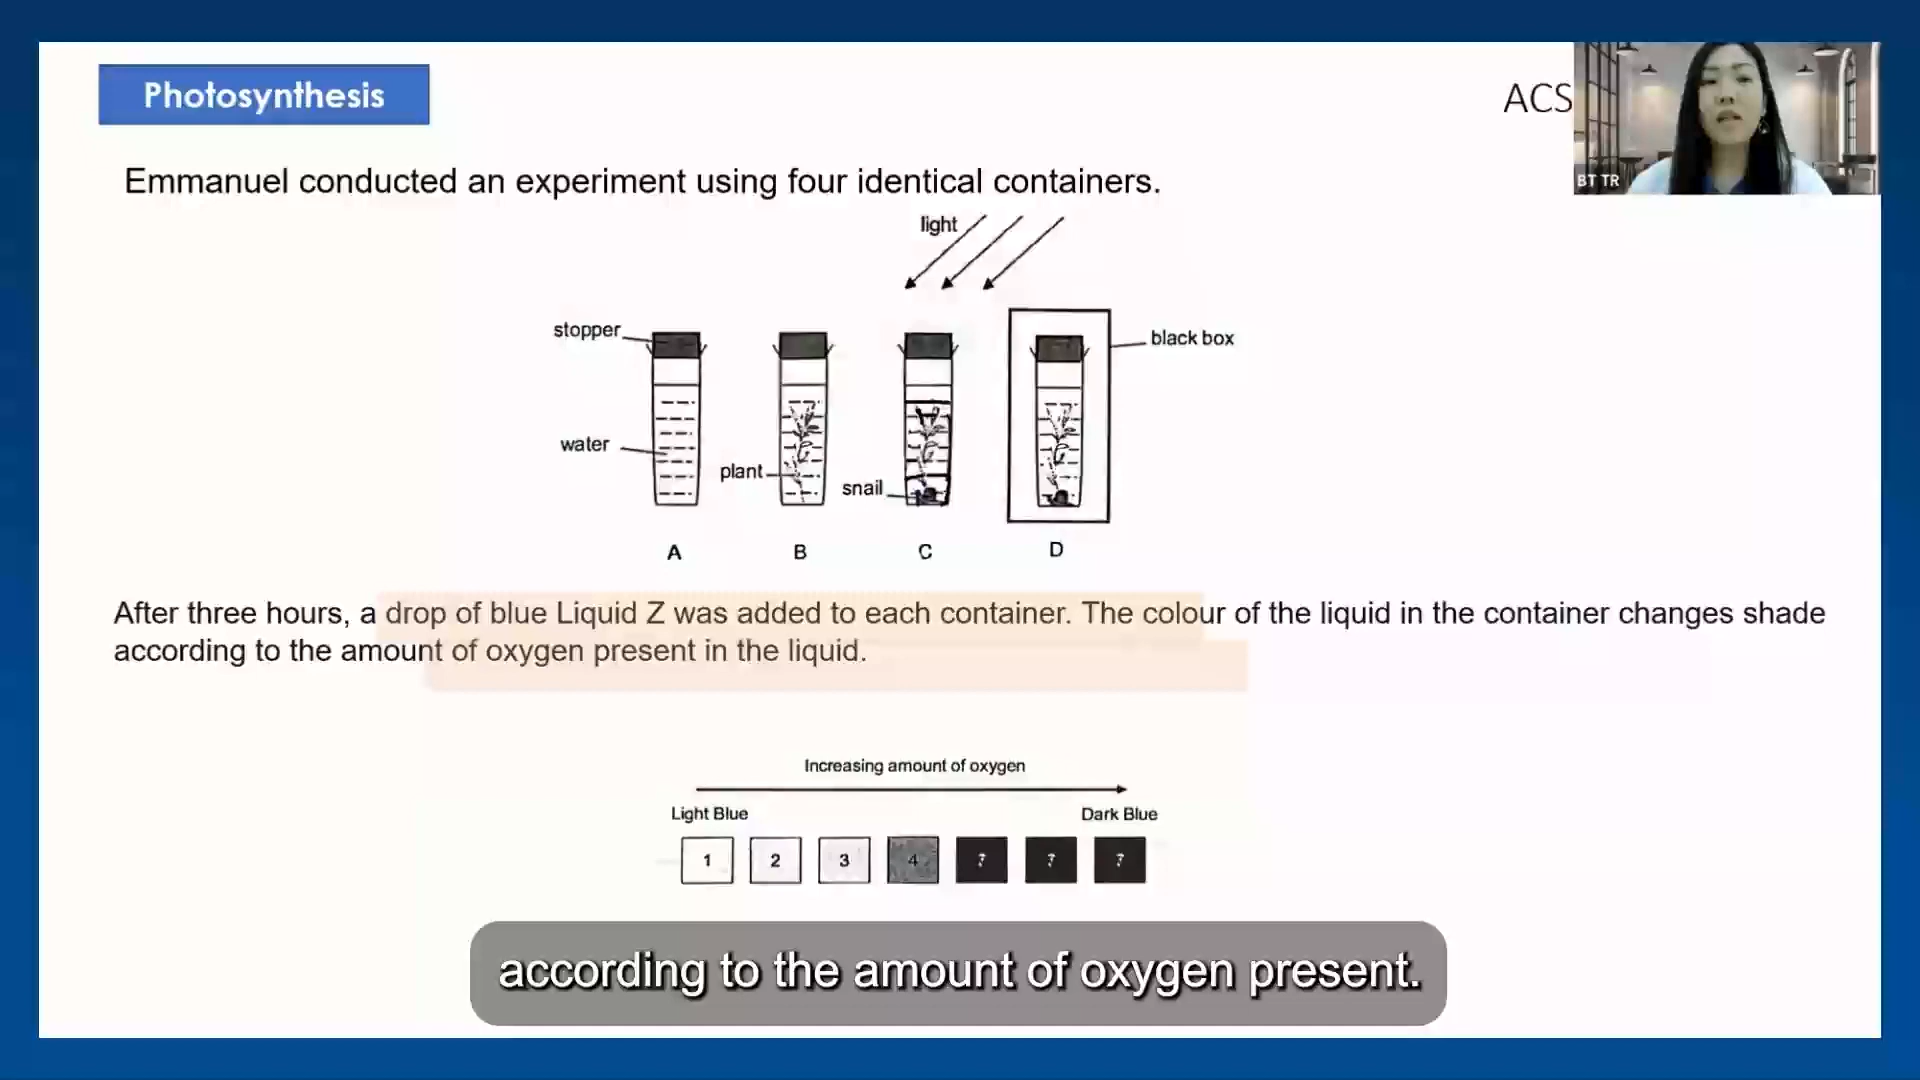 Photosynthesis
ACS
BT TR
Emmanuel conducted an experiment using four identical containers.
light
stopper
black box
water
plant
snail
A B C D
After three hours, a drop of blue Liquid Z was added to each container. The colour of the liquid in the container changes shade
according to the amount of oxygen present in the liquid.
Increasing amount of oxygen
Light Blue Dark Blue
1 2 3 4 ? ? ?
according to the amount of oxygen present.